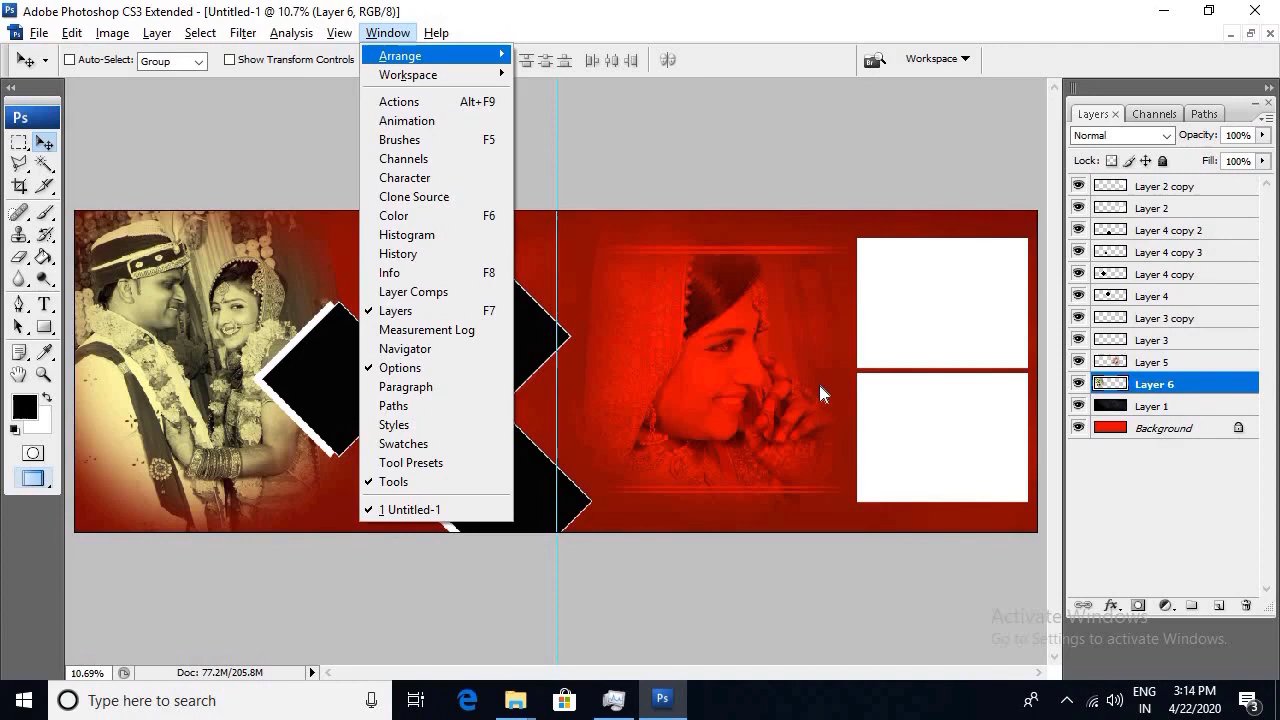 Adobe Photoshop CS3 Extended - [Untitled-1 @ 10.7% (Layer 6, RGB/8)]
File Edit Image Layer Select Filter Analysis View Window Help
Auto-Select: Group Show Transform Controls Workspace
Arrange
Workspace
Actions Alt+F9
Animation
Brushes F5
Channels
Character
Clone Source
Color F6
Histogram
History
Info F8
Layer Comps
Layers F7
Measurement Log
Navigator
Options
Paragraph
Paths
Styles
Swatches
Tool Presets
Tools
1 Untitled-1
Ps
Layers Channels Paths
Normal Opacity: 100%
Lock: Fill: 100%
Layer 2 copy
Layer 2
Layer 4 copy 2
Layer 4 copy 3
Layer 4 copy
Layer 4
Layer 3 copy
Layer 3
Layer 5
Layer 6
Layer 1
Background
Activate Windows
Go to Settings to activate Windows.
10.69% Doc: 77.2M/205.8M
Type here to search
Ps
ENG
IN
3:14 PM
4/22/2020
3